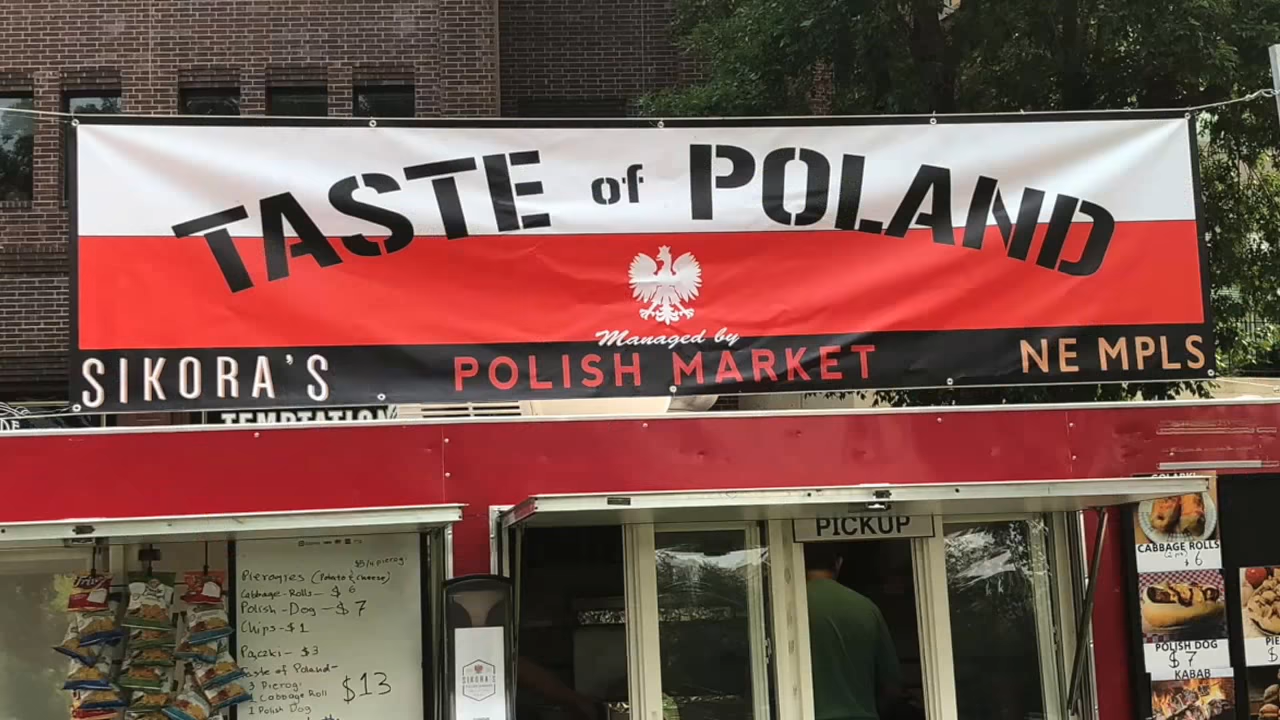 TASTE of POLAND
Managed by
SIKORA'S
POLISH MARKET
NE MPLS
TEMPTATION
PICKUP
Pierogies (Potato & cheese)
Cabbage-Rolls - $6
Polish-Dog - $7
Chips - $1
Pączki - $3
Taste of Poland -
3 Pierogi
1 Cabbage Roll
1 Polish Dog
$13
SIKORA'S
CABBAGE ROLLS
$6
POLISH DOG
$7
KABAB